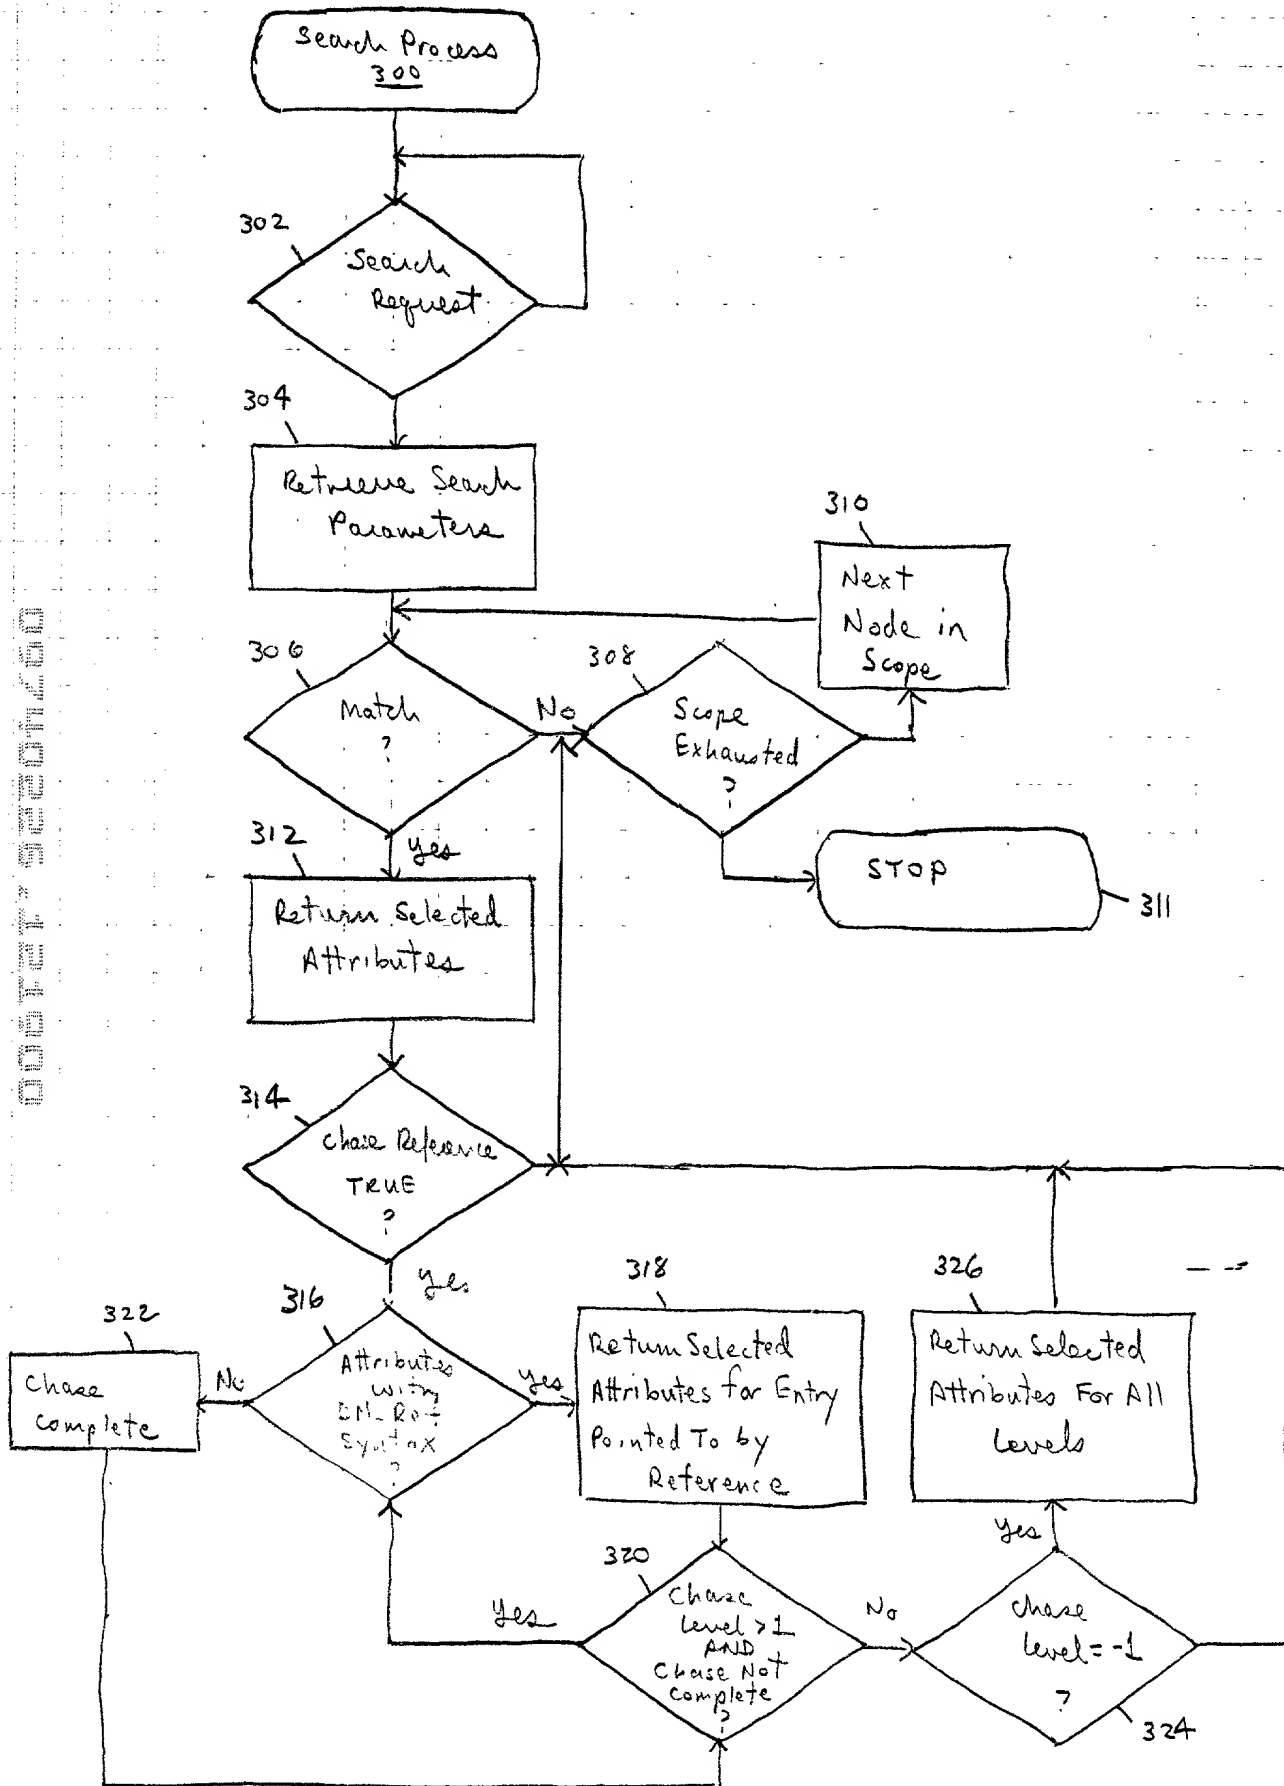 Search Process
300
302
Search
Request
304
Retrieve Search
Parameters
310
Next
Node in
Scope
306
Match
?
No
308
Scope
Exhausted
?
312
yes
Return Selected
Attributes
STOP
311
314
Chase Reference
TRUE
?
yes
316
Attributes
with
DN_Ref
Syntax
?
322
Chase
Complete
No
yes
318
Return Selected
Attributes for Entry
Pointed To by
Reference
326
Return Selected
Attributes For All
Levels
320
Chase
level > 1
AND
Chase Not
Complete
?
Yes
No
Yes
Chase
level = -1
?
324